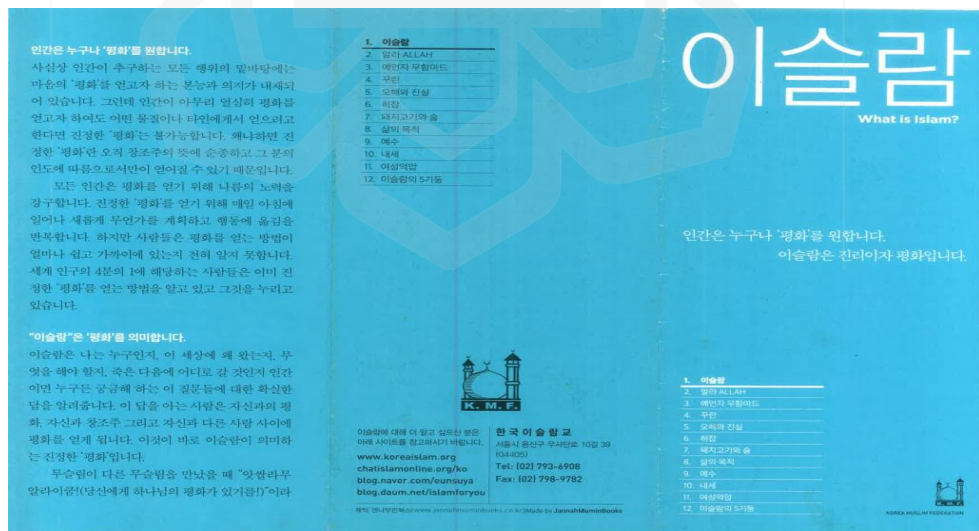 인간은 누구나 '평화'를 원합니다.
사실상 인간이 추구하는 모든 행위의 밑바탕에는
마음의 '평화'를 얻고자 하는 본능과 의지가 내재되
어 있습니다. 그런데 인간이 아무리 열심히 평화를
얻고자 하여도 어떤 물질이나 타인에게서 얻으려고
한다면 진정한 '평화'는 불가능합니다. 왜냐하면 진
정한 '평화'란 오직 창조주의 뜻에 순종하고 그 분의
인도에 따름으로서만이 얻어질 수 있기 때문입니다.
모든 인간은 평화를 얻기 위해 나름의 노력을
강구합니다. 진정한 '평화'를 얻기 위해 매일 아침에
일어나 새롭게 무언가를 계획하고 행동에 옮김을
반복합니다. 하지만 사람들은 평화를 얻는 방법이
얼마나 쉽고 가까이에 있는지 전혀 알지 못합니다.
세계 인구의 4분의 1에 해당하는 사람들은 이미 진
정한 '평화'를 얻는 방법을 알고 있고 그것을 누리고
있습니다.
"이슬람"은 '평화'를 의미합니다.
이슬람은 나는 누구인지, 이 세상에 왜 왔는지, 무
엇을 해야 할지, 죽은 다음에 어디로 갈 것인지 인간
이면 누구든 궁금해 하는 이 질문들에 대한 확실한
답을 알려줍니다. 이 답을 아는 사람은 자신과의 평
화, 자신과 창조주 그리고 자신과 다른 사람 사이에
평화를 얻게 됩니다. 이것이 바로 이슬람이 의미하
는 진정한 '평화'입니다.
무슬림이 다른 무슬림을 만났을 때 "앗쌀라무
알라이쿰!(당신에게 하나님의 평화가 있기를!)"이라
1. 이슬람
2. 알라 ALLAH
3. 예언자 무함마드
4. 꾸란
5. 오해와 진실
6. 히잡
7. 돼지고기와 술
8. 삶의 목적
9. 예수
10. 내세
11. 여성억압
12. 이슬람의 5기둥
K. M. F.
이슬람에 대해 더 알고 싶으신 분은
아래 사이트를 참고하시기 바랍니다.
www.koreaislam.org
chatislamonline.org/ko
blog.naver.com/eunsuya
blog.daum.net/islamforyou
한국이슬람교
서울시 용산구 우사단로 10길 39
(04405)
Tel: (02) 793-6908
Fax: (02) 798-9782
제작: 젠나무민북스(www.jannahmuminbooks.co.kr)Made by JannahMuminBooks
이슬람
What is Islam?
인간은 누구나 '평화'를 원합니다.
이슬람은 진리이자 평화입니다.
1. 이슬람
2. 알라 ALLAH
3. 예언자 무함마드
4. 꾸란
5. 오해와 진실
6. 히잡
7. 돼지고기와 술
8. 삶의 목적
9. 예수
10. 내세
11. 여성억압
12. 이슬람의 5기둥
KOREA MUSLIM FEDERATION